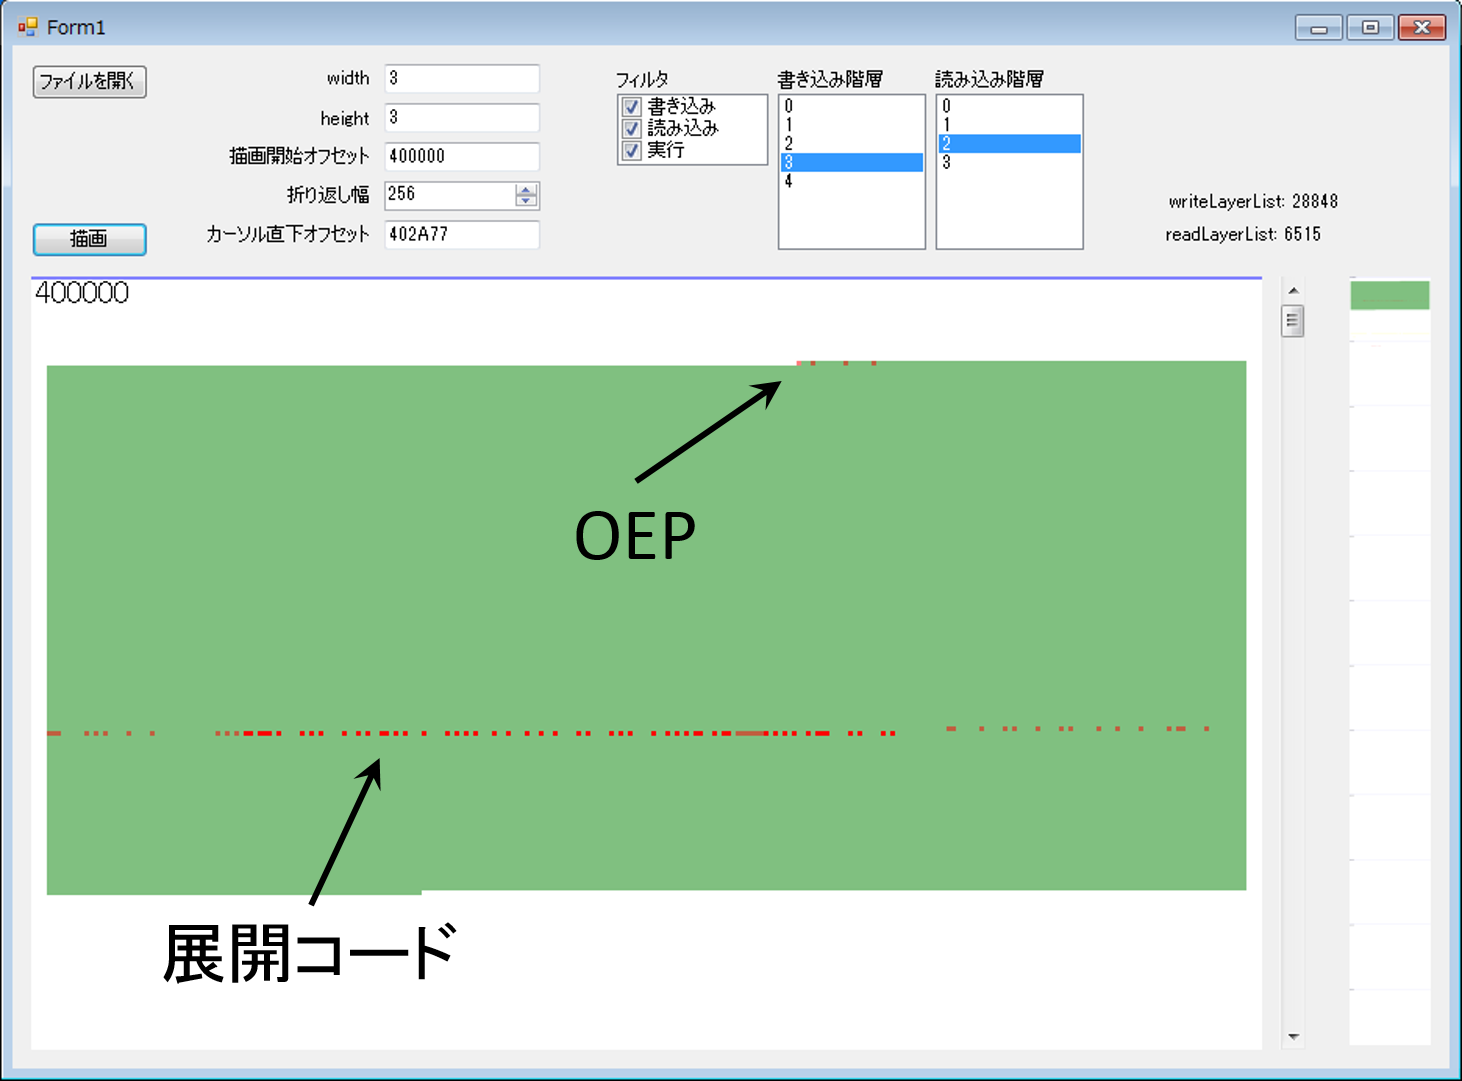 Form1
ファイルを開く
width 3
height 3
描画開始オフセット 400000
折り返し幅 256
カーソル直下オフセット 402A77
描画
フィルタ
書き込み
読み込み
実行
書き込み階層
0
1
2
3
4
読み込み階層
0
1
2
3
writeLayerList: 28848
readLayerList: 6515
400000
OEP
展開コード